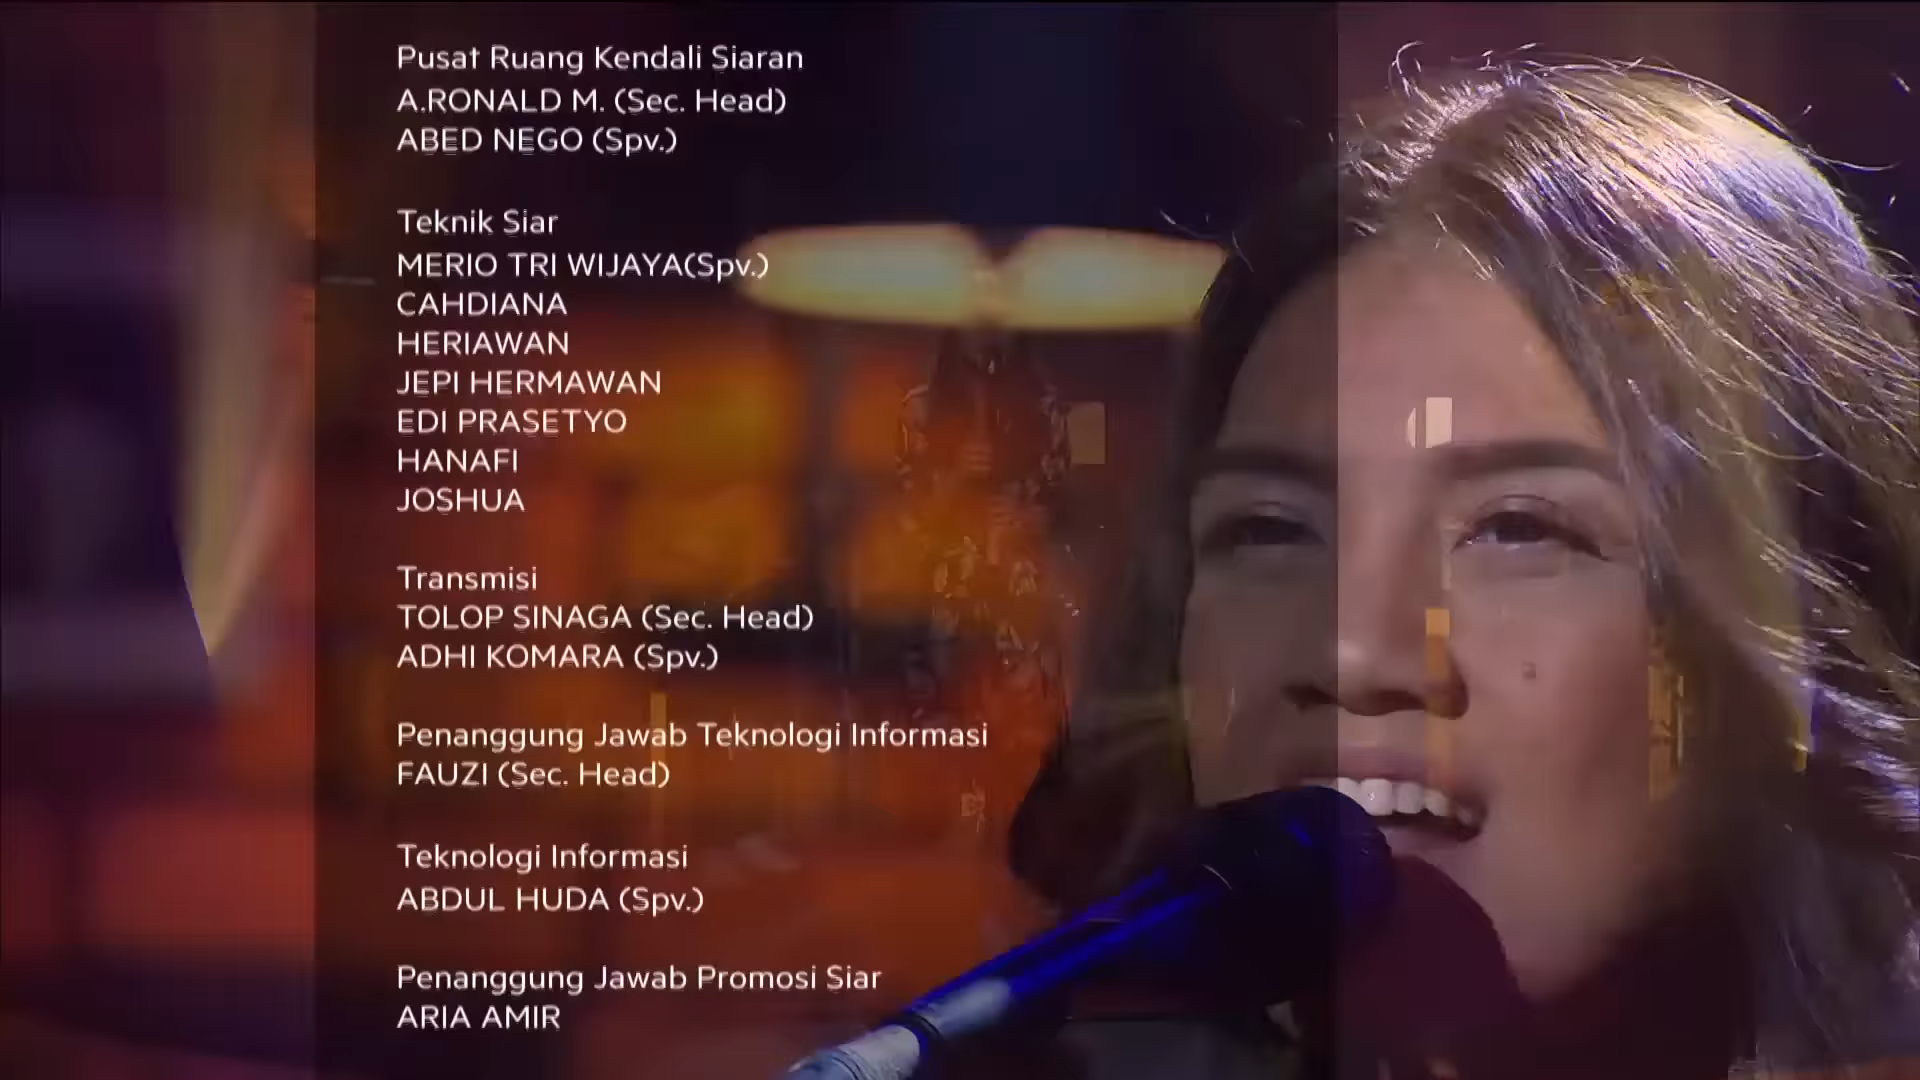 Pusat Ruang Kendali Siaran
A.RONALD M. (Sec. Head)
ABED NEGO (Spv.)
Teknik Siar
MERIO TRI WIJAYA(Spv.)
CAHDIANA
HERIAWAN
JEPI HERMAWAN
EDI PRASETYO
HANAFI
JOSHUA
Transmisi
TOLOP SINAGA (Sec. Head)
ADHI KOMARA (Spv.)
Penanggung Jawab Teknologi Informasi
FAUZI (Sec. Head)
Teknologi Informasi
ABDUL HUDA (Spv.)
Penanggung Jawab Promosi Siar
ARIA AMIR